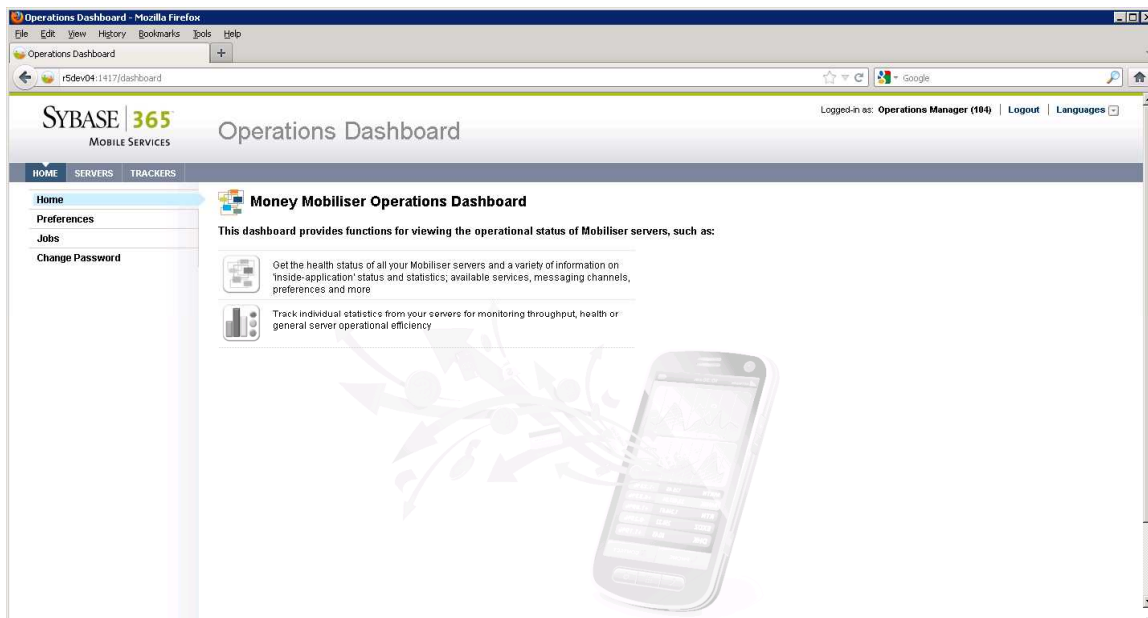 Operations Dashboard - Mozilla Firefox
File Edit View History Bookmarks Tools Help
Operations Dashboard +
r5dev04:1417/dashboard
Google
SYBASE 365
MOBILE SERVICES
Operations Dashboard
Logged-in as: Operations Manager (104) | Logout | Languages
HOME SERVERS TRACKERS
Home
Preferences
Jobs
Change Password
Money Mobiliser Operations Dashboard
This dashboard provides functions for viewing the operational status of Mobiliser servers, such as:
Get the health status of all your Mobiliser servers and a variety of information on
'inside-application' status and statistics; available services, messaging channels,
preferences and more
Track individual statistics from your servers for monitoring throughput, health or
general server operational efficiency